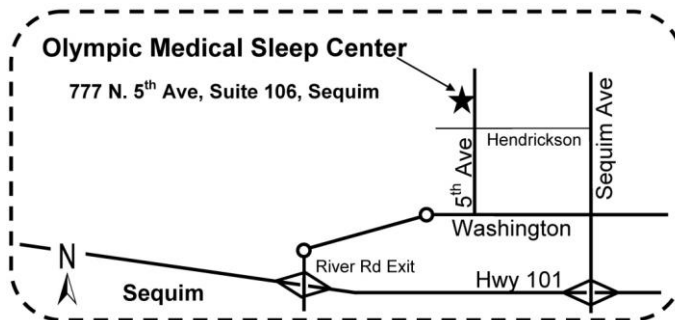 Olympic Medical Sleep Center
777 N. 5th Ave, Suite 106, Sequim
Hendrickson
5th Ave
Sequim Ave
Washington
N
River Rd Exit
Hwy 101
Sequim